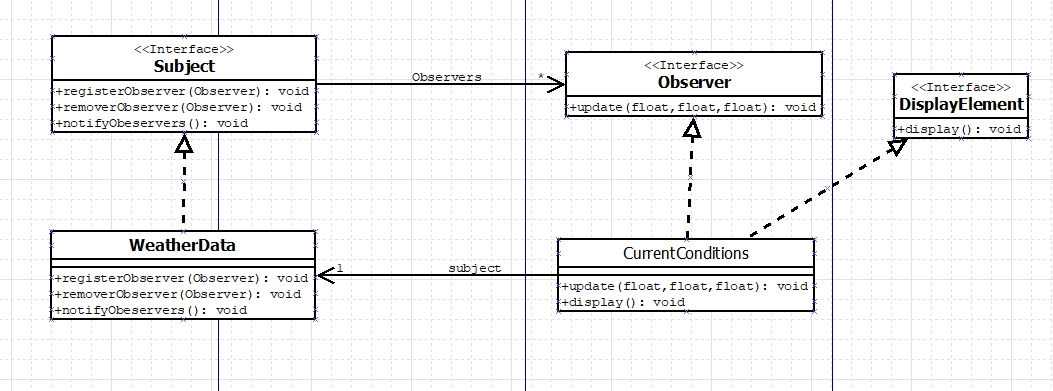 <<Interface>>
Subject
+registerObserver(Observer): void
+removerObserver(Observer): void
+notifyObeservers(): void
Observers
*
<<Interface>>
Observer
+update(float,float,float): void
<<Interface>>
DisplayElement
+display(): void
WeatherData
+registerObserver(Observer): void
+removerObserver(Observer): void
+notifyObeservers(): void
1
subject
CurrentConditions
+update(float,float,float): void
+display(): void